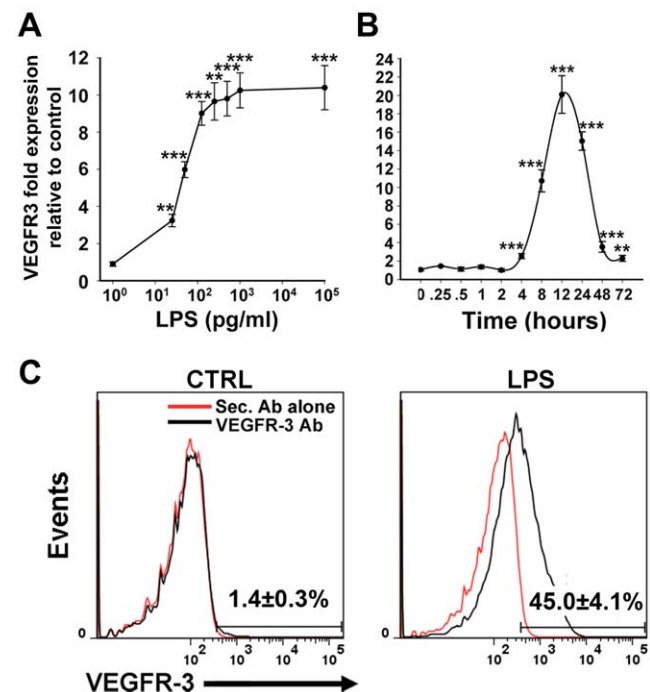 A
B
VEGFR3 fold expression
relative to control
12
10
8
6
4
2
0
** *** *** ** *** *** ***
10⁰ 10¹ 10² 10³ 10⁴ 10⁵
LPS (pg/ml)
24
22
20
18
16
14
12
10
8
6
4
2
0
*** *** *** *** *** **
0 .25 .5 1 2 4 8 12 24 48 72
Time (hours)
C
CTRL
LPS
Sec. Ab alone
VEGFR-3 Ab
Events
1.4±0.3%
45.0±4.1%
0
10² 10³ 10⁴ 10⁵
0
10² 10³ 10⁴ 10⁵
VEGFR-3